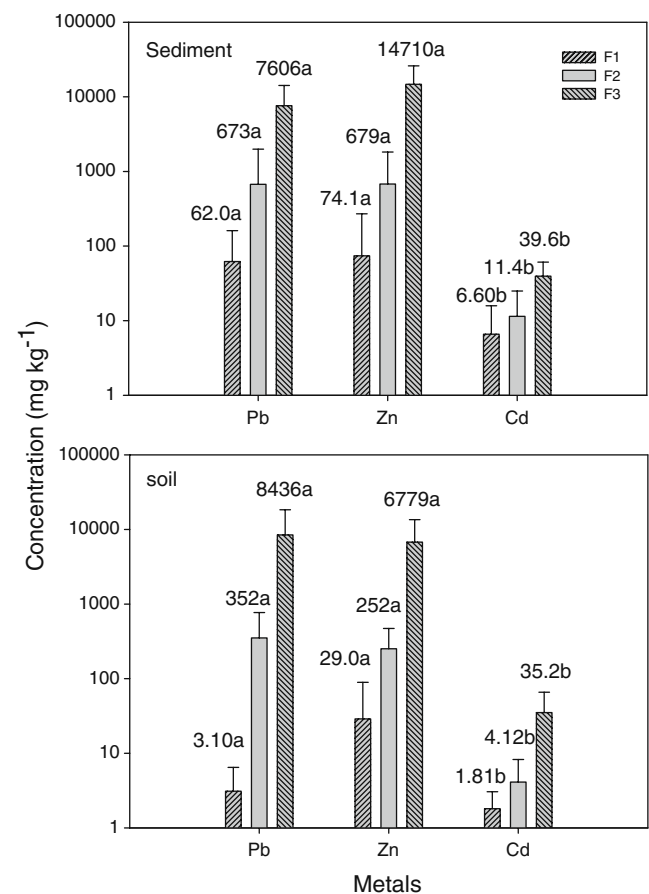 100000
Sediment
F1
F2
F3
14710a
7606a
10000
673a
679a
1000
62.0a
74.1a
39.6b
100
11.4b
6.60b
10
1
Pb Zn Cd
Concentration (mg kg-1)
100000
soil
8436a
6779a
10000
352a
252a
1000
29.0a
35.2b
100
3.10a
4.12b
10
1.81b
1
Pb Zn Cd
Metals